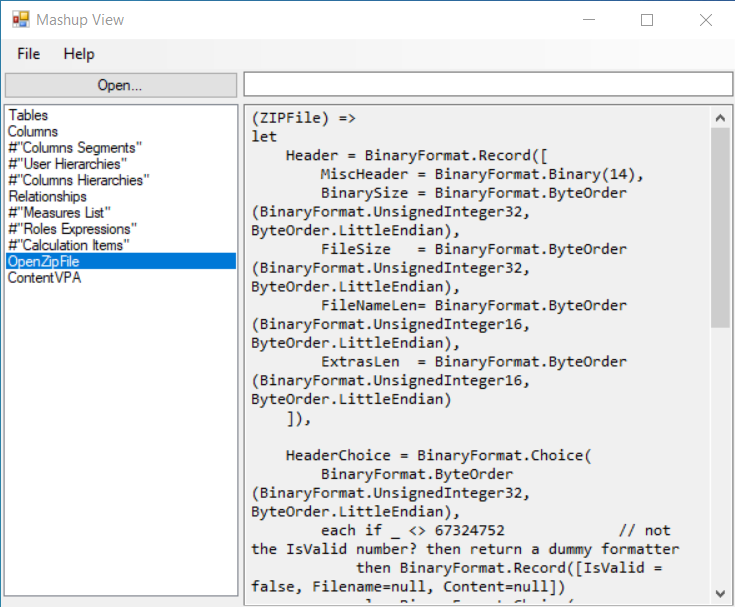 Mashup View
File Help
Open...
Tables
Columns
#"Columns Segments"
#"User Hierarchies"
#"Columns Hierarchies"
Relationships
#"Measures List"
#"Roles Expressions"
#"Calculation Items"
OpenZipFile
ContentVPA
(ZIPFile) =>
let
    Header = BinaryFormat.Record([
        MiscHeader = BinaryFormat.Binary(14),
        BinarySize = BinaryFormat.ByteOrder
(BinaryFormat.UnsignedInteger32,
ByteOrder.LittleEndian),
        FileSize   = BinaryFormat.ByteOrder
(BinaryFormat.UnsignedInteger32,
ByteOrder.LittleEndian),
        FileNameLen= BinaryFormat.ByteOrder
(BinaryFormat.UnsignedInteger16,
ByteOrder.LittleEndian),
        ExtrasLen  = BinaryFormat.ByteOrder
(BinaryFormat.UnsignedInteger16,
ByteOrder.LittleEndian)
    ]),
    HeaderChoice = BinaryFormat.Choice(
        BinaryFormat.ByteOrder
(BinaryFormat.UnsignedInteger32,
ByteOrder.LittleEndian),
        each if _ <> 67324752             // not
the IsValid number? then return a dummy formatter
            then BinaryFormat.Record([IsValid =
false, Filename=null, Content=null])